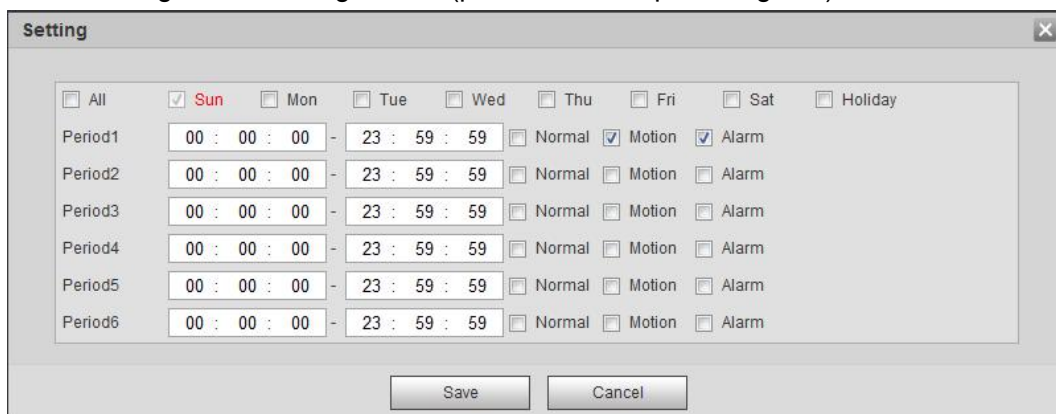 Setting
All Sun Mon Tue Wed Thu Fri Sat Holiday
Period1 00 : 00 : 00 - 23 : 59 : 59 Normal Motion Alarm
Period2 00 : 00 : 00 - 23 : 59 : 59 Normal Motion Alarm
Period3 00 : 00 : 00 - 23 : 59 : 59 Normal Motion Alarm
Period4 00 : 00 : 00 - 23 : 59 : 59 Normal Motion Alarm
Period5 00 : 00 : 00 - 23 : 59 : 59 Normal Motion Alarm
Period6 00 : 00 : 00 - 23 : 59 : 59 Normal Motion Alarm
Save Cancel